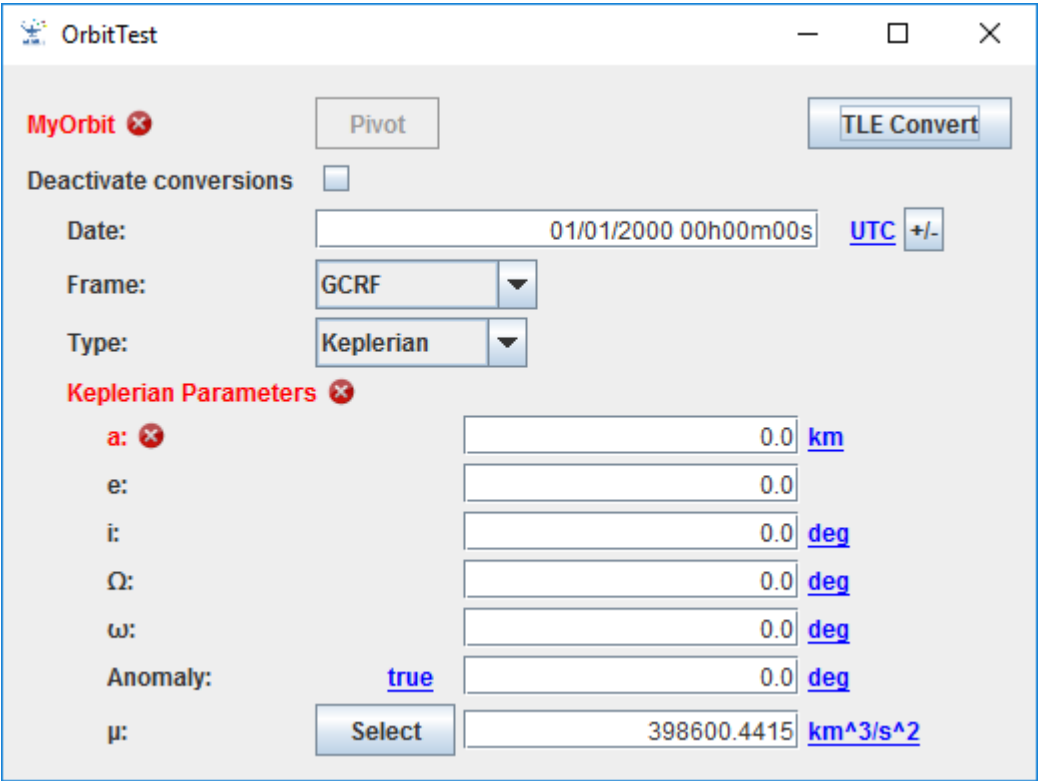 OrbitTest
MyOrbit Pivot TLE Convert
Deactivate conversions
Date: 01/01/2000 00h00m00s UTC +/-
Frame: GCRF
Type: Keplerian
Keplerian Parameters
a: 0.0 km
e: 0.0
i: 0.0 deg
Ω: 0.0 deg
ω: 0.0 deg
Anomaly: true 0.0 deg
μ: Select 398600.4415 km^3/s^2